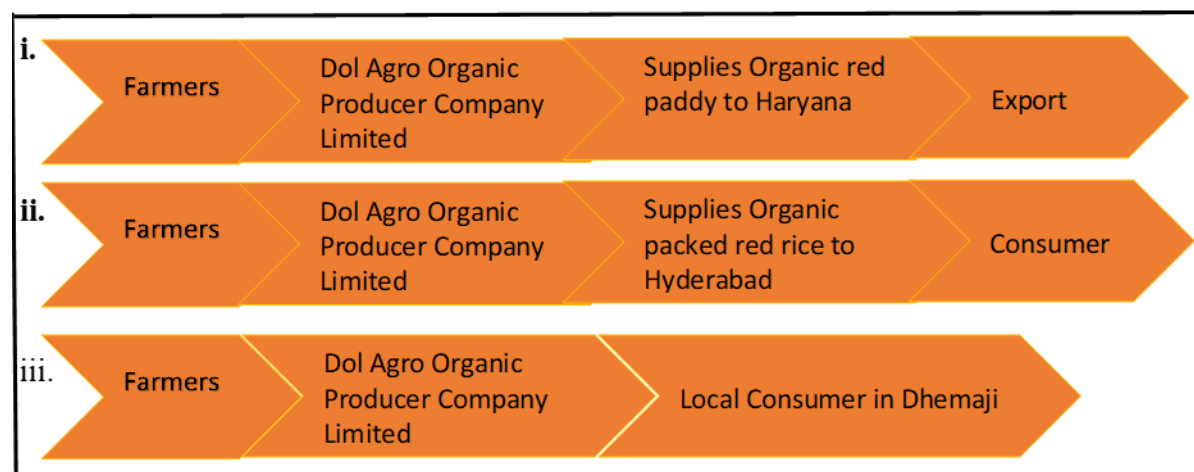 i.
Farmers
Dol Agro Organic
Producer Company
Limited
Supplies Organic red
paddy to Haryana
Export
ii.
Farmers
Dol Agro Organic
Producer Company
Limited
Supplies Organic
packed red rice to
Hyderabad
Consumer
iii.
Farmers
Dol Agro Organic
Producer Company
Limited
Local Consumer in Dhemaji